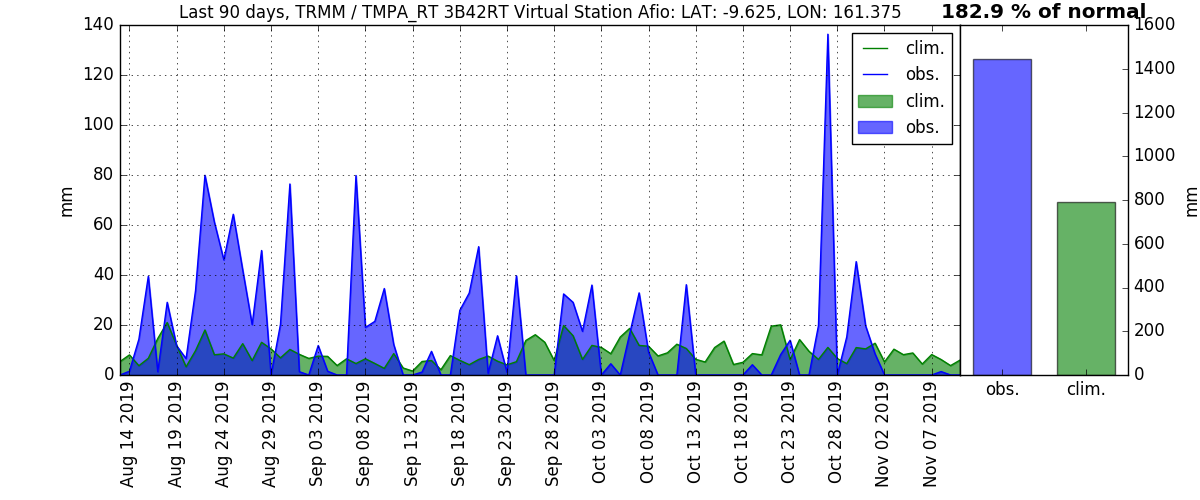 Last 90 days, TRMM / TMPA_RT 3B42RT Virtual Station Afio: LAT: -9.625, LON: 161.375
182.9 % of normal
mm
140
120
100
80
60
40
20
0
clim.
obs.
clim.
obs.
Aug 14 2019
Aug 19 2019
Aug 24 2019
Aug 29 2019
Sep 03 2019
Sep 08 2019
Sep 13 2019
Sep 18 2019
Sep 23 2019
Sep 28 2019
Oct 03 2019
Oct 08 2019
Oct 13 2019
Oct 18 2019
Oct 23 2019
Oct 28 2019
Nov 02 2019
Nov 07 2019
1600
1400
1200
1000
800
600
400
200
0
mm
obs.
clim.